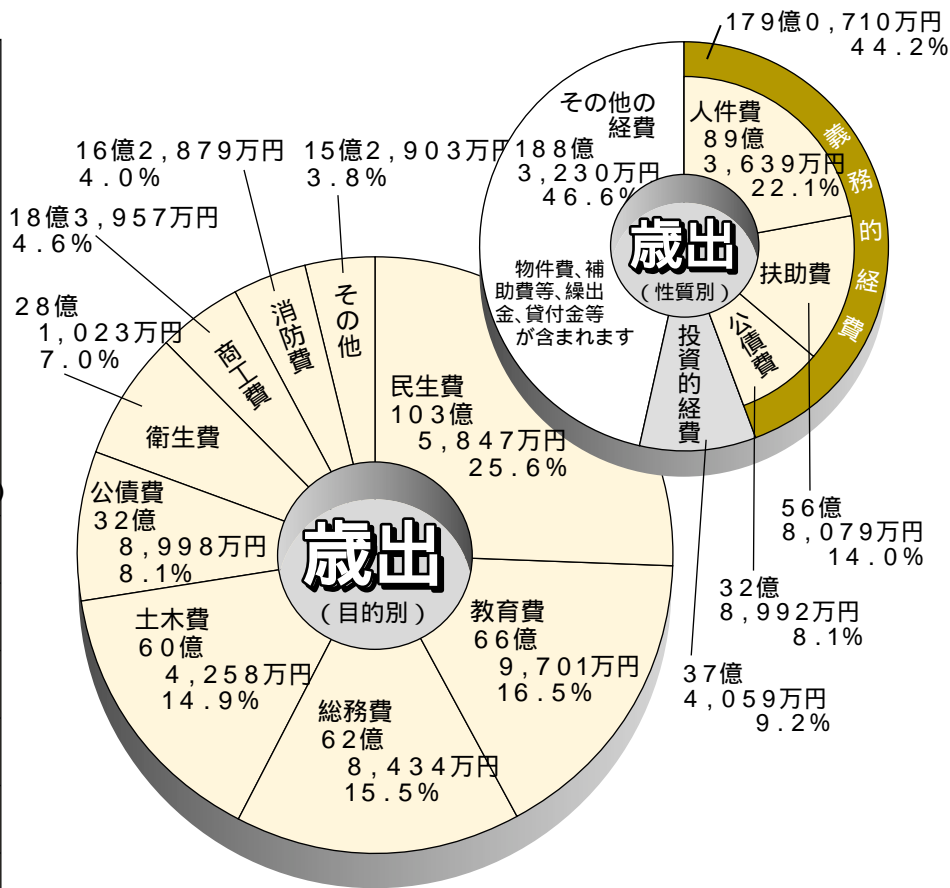 179億0,710万円
44.2%
その他の
経費
188億
3,230万円
46.6%
物件費、補
助費等、繰出
金、貸付金等
が含まれます
人件費
89億
3,639万円
22.1%
義務的経費
歳出
(性質別)
扶助費
公債費
投資的経費
56億
8,079万円
14.0%
32億
8,992万円
8.1%
37億
4,059万円
9.2%
16億2,879万円
4.0%
15億2,903万円
3.8%
18億3,957万円
4.6%
28億
1,023万円
7.0%
その他
消防費
商工費
衛生費
民生費
103億
5,847万円
25.6%
公債費
32億
8,998万円
8.1%
歳出
(目的別)
土木費
60億
4,258万円
14.9%
教育費
66億
9,701万円
16.5%
総務費
62億
8,434万円
15.5%